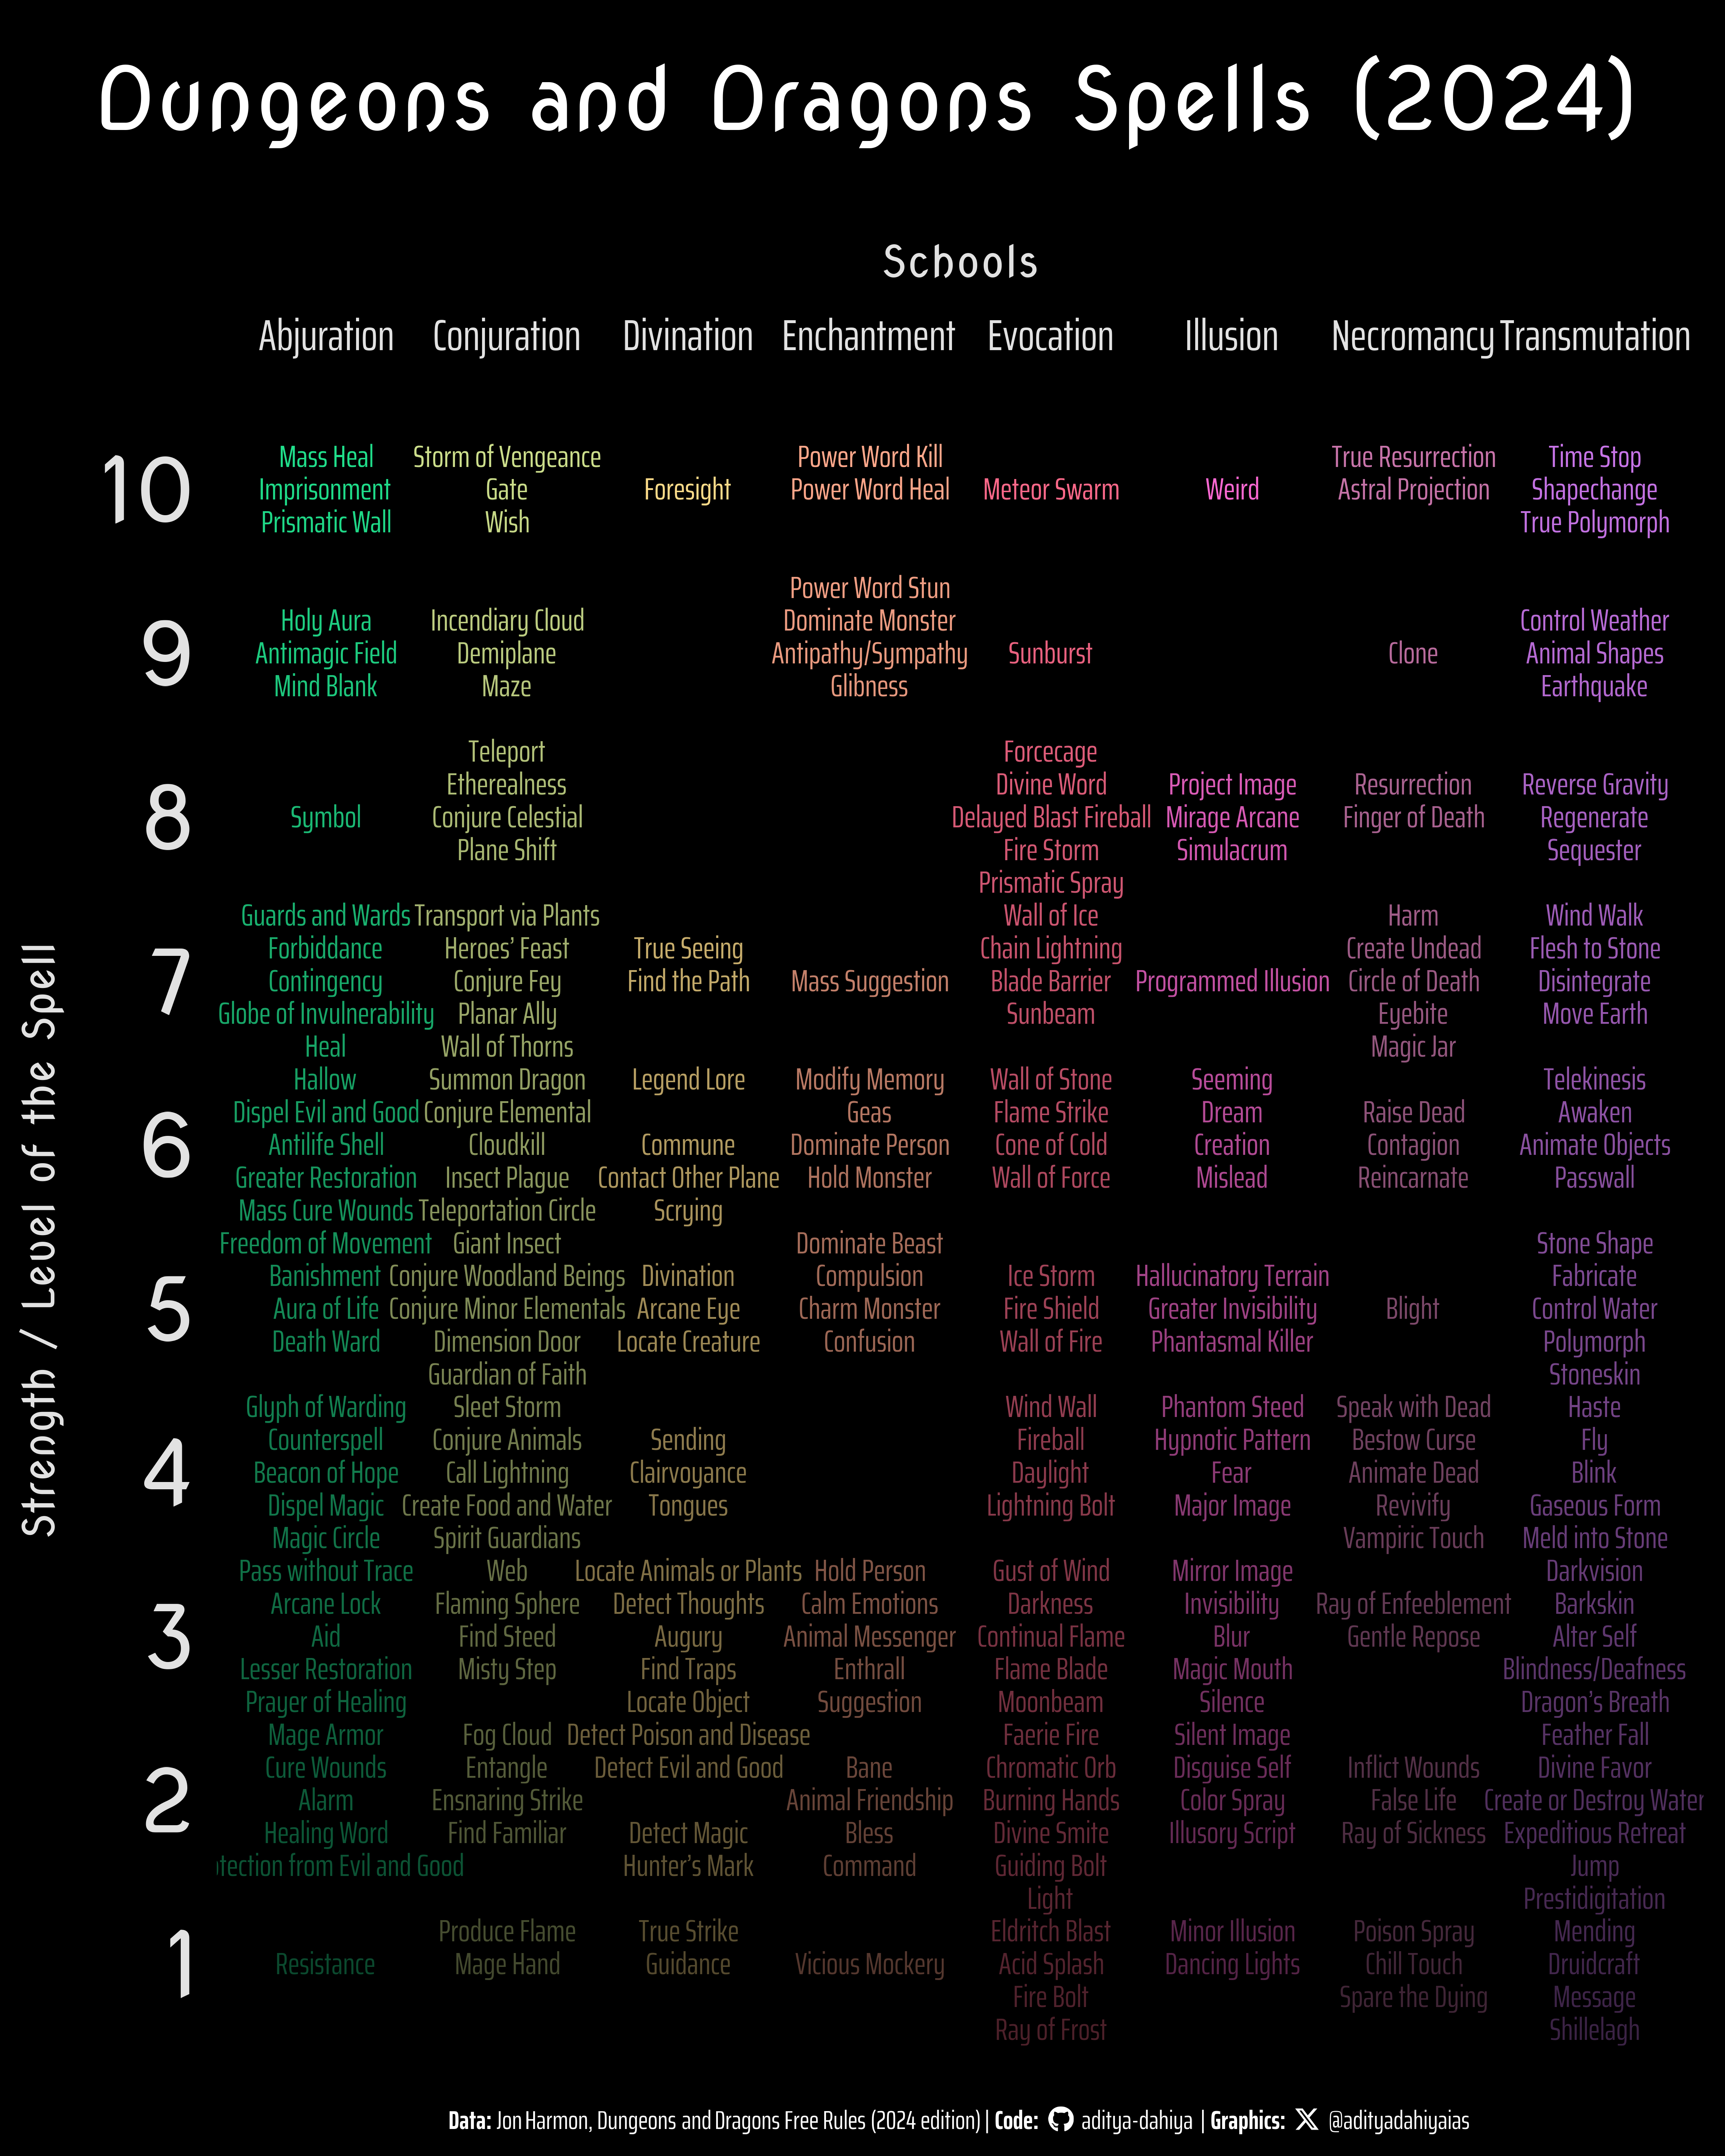 Dungeons and Dragons Spells (2024)
Schools
Abjuration Conjuration Divination Enchantment Evocation Illusion Necromancy Transmutation
Strength / Level of the Spell
Mass Heal Storm of Vengeance Power Word Kill True Resurrection Time Stop
10 Imprisonment Gate Foresight Power Word Heal Meteor Swarm Weird Astral Projection Shapechange
Prismatic Wall Wish True Polymorph
Power Word Stun
Holy Aura Incendiary Cloud Dominate Monster Control Weather
9 Antimagic Field Demiplane Antipathy/Sympathy Sunburst Clone Animal Shapes
Mind Blank Maze Glibness Earthquake
Teleport Forcecage
Etherealness Divine Word Project Image Resurrection Reverse Gravity
8 Symbol Conjure Celestial Delayed Blast Fireball Mirage Arcane Finger of Death Regenerate
Plane Shift Fire Storm Simulacrum Sequester
Prismatic Spray
Guards and Wards Transport via Plants Wall of Ice Harm Wind Walk
Forbiddance Heroes’ Feast True Seeing Chain Lightning Create Undead Flesh to Stone
7 Contingency Conjure Fey Find the Path Mass Suggestion Blade Barrier Programmed Illusion Circle of Death Disintegrate
Globe of Invulnerability Planar Ally Sunbeam Eyebite Move Earth
Heal Wall of Thorns Magic Jar
Hallow Summon Dragon Legend Lore Modify Memory Wall of Stone Seeming Telekinesis
Dispel Evil and Good Conjure Elemental Geas Flame Strike Dream Raise Dead Awaken
6 Antilife Shell Cloudkill Commune Dominate Person Cone of Cold Creation Contagion Animate Objects
Greater Restoration Insect Plague Contact Other Plane Hold Monster Wall of Force Mislead Reincarnate Passwall
Mass Cure Wounds Teleportation Circle Scrying
Freedom of Movement Giant Insect Dominate Beast Stone Shape
Banishment Conjure Woodland Beings Divination Compulsion Ice Storm Hallucinatory Terrain Fabricate
5 Aura of Life Conjure Minor Elementals Arcane Eye Charm Monster Fire Shield Greater Invisibility Blight Control Water
Death Ward Dimension Door Locate Creature Confusion Wall of Fire Phantasmal Killer Polymorph
Guardian of Faith Stoneskin
Glyph of Warding Sleet Storm Wind Wall Phantom Steed Speak with Dead Haste
Counterspell Conjure Animals Sending Fireball Hypnotic Pattern Bestow Curse Fly
4 Beacon of Hope Call Lightning Clairvoyance Daylight Fear Animate Dead Blink
Dispel Magic Create Food and Water Tongues Lightning Bolt Major Image Revivify Gaseous Form
Magic Circle Spirit Guardians Vampiric Touch Meld into Stone
Pass without Trace Web Locate Animals or Plants Hold Person Gust of Wind Mirror Image Darkvision
Arcane Lock Flaming Sphere Detect Thoughts Calm Emotions Darkness Invisibility Ray of Enfeeblement Barkskin
3 Aid Find Steed Augury Animal Messenger Continual Flame Blur Gentle Repose Alter Self
Lesser Restoration Misty Step Find Traps Enthrall Flame Blade Magic Mouth Blindness/Deafness
Prayer of Healing Locate Object Suggestion Moonbeam Silence Dragon’s Breath
Mage Armor Fog Cloud Detect Poison and Disease Faerie Fire Silent Image Feather Fall
Cure Wounds Entangle Detect Evil and Good Bane Chromatic Orb Disguise Self Inflict Wounds Divine Favor
2 Alarm Ensnaring Strike Animal Friendship Burning Hands Color Spray False Life Create or Destroy Water
Healing Word Find Familiar Detect Magic Bless Divine Smite Illusory Script Ray of Sickness Expeditious Retreat
tection from Evil and Good Hunter’s Mark Command Guiding Bolt Jump
Light Prestidigitation
Produce Flame True Strike Eldritch Blast Minor Illusion Poison Spray Mending
1 Resistance Mage Hand Guidance Vicious Mockery Acid Splash Dancing Lights Chill Touch Druidcraft
Fire Bolt Spare the Dying Message
Ray of Frost Shillelagh
Data: Jon Harmon, Dungeons and Dragons Free Rules (2024 edition) | Code: aditya-dahiya | Graphics: X @adityadahiyaias